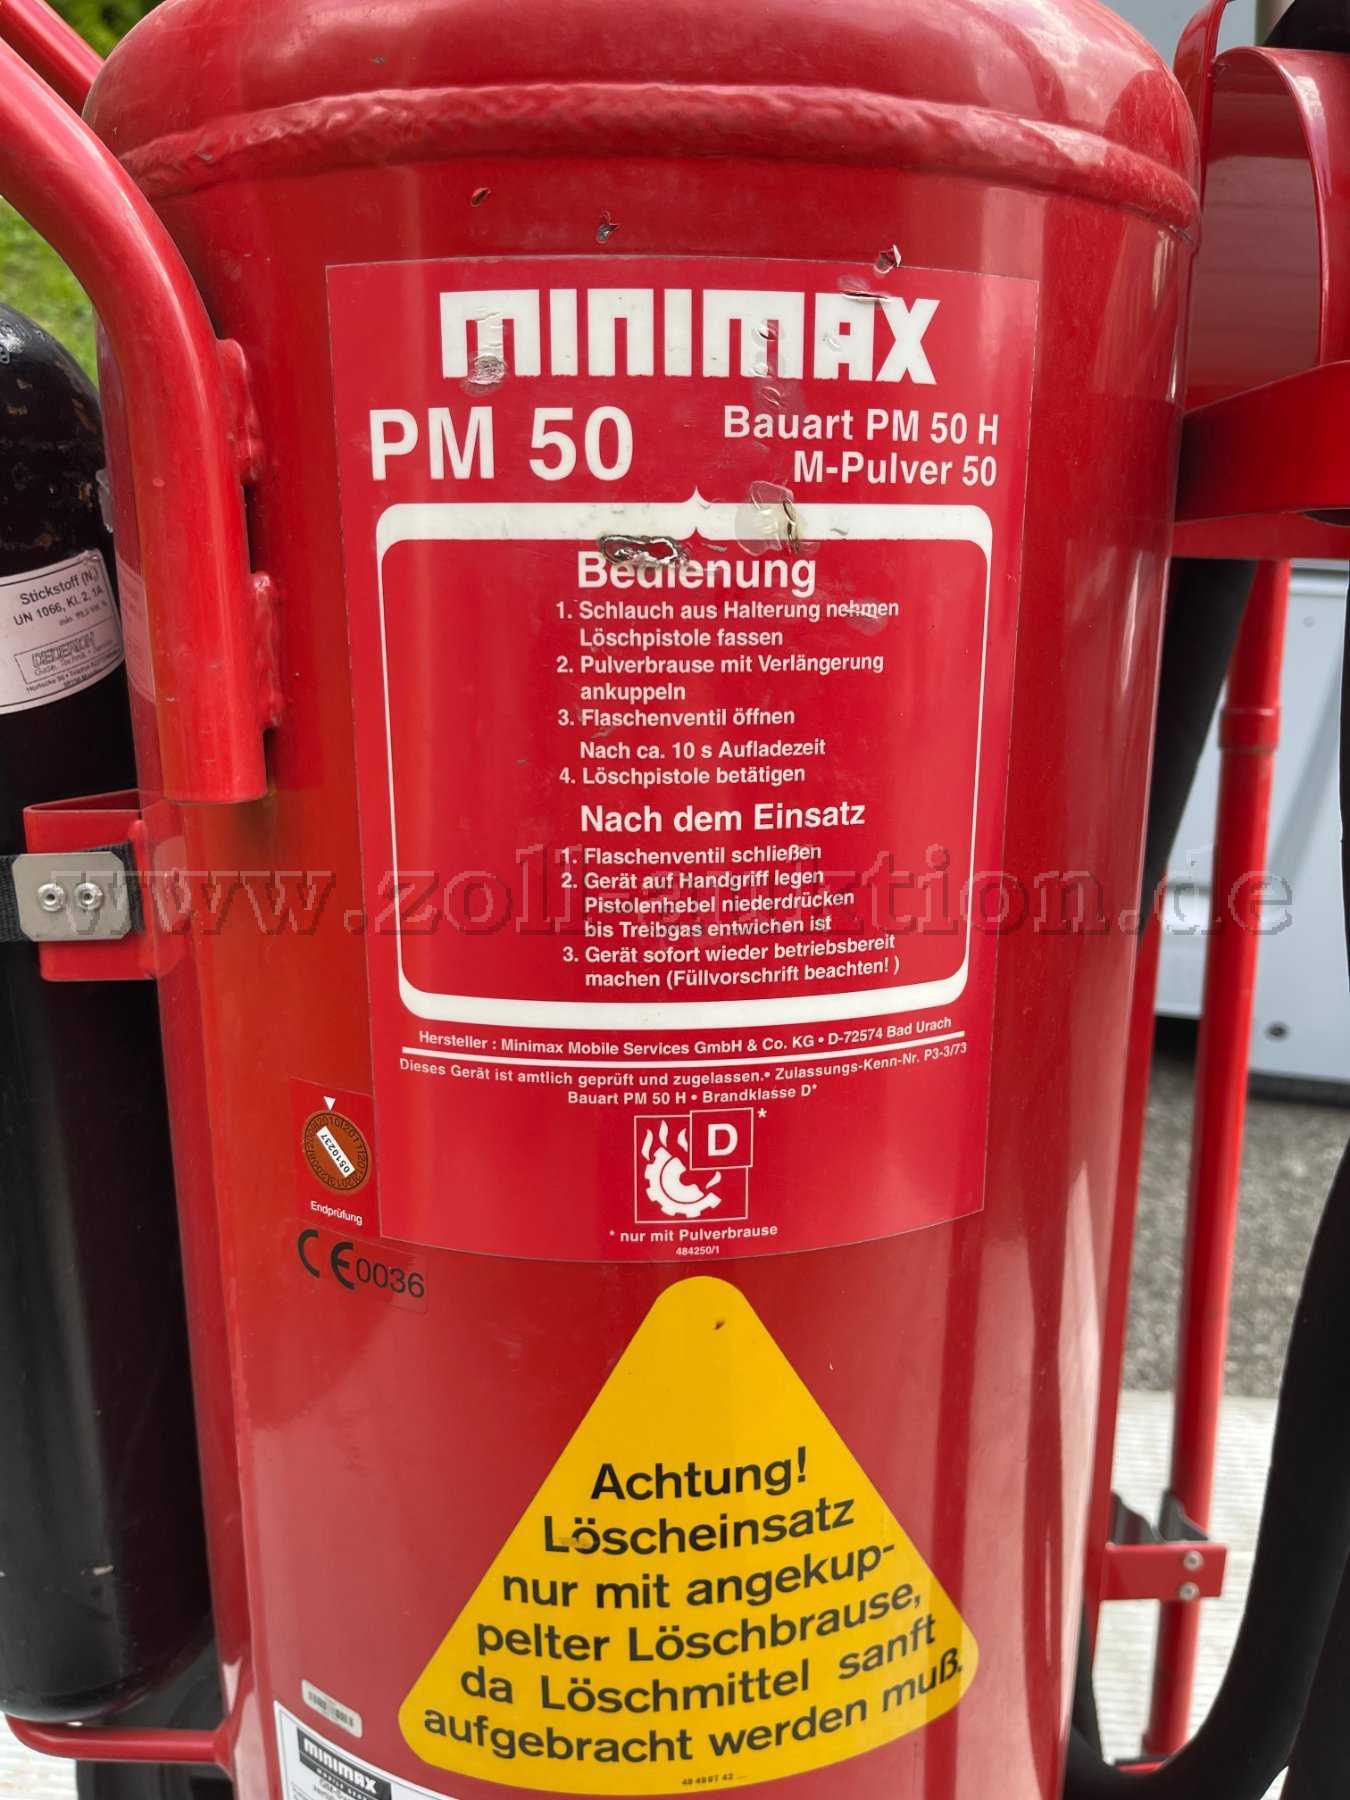 MINIMAX
PM 50
Bauart PM 50 H
M-Pulver 50
Bedienung
1. Schlauch aus Halterung nehmen
Löschpistole fassen
2. Pulverbrause mit Verlängerung
ankuppeln
3. Flaschenventil öffnen
Nach ca. 10 s Aufladezeit
4. Löschpistole betätigen
Nach dem Einsatz
1. Flaschenventil schließen
2. Gerät auf Handgriff legen
Pistolenhebel niederdrücken
bis Treibgas entwichen ist
3. Gerät sofort wieder betriebsbereit
machen (Füllvorschrift beachten! )
Hersteller : Minimax Mobile Services GmbH & Co. KG • D-72574 Bad Urach
Dieses Gerät ist amtlich geprüft und zugelassen. • Zulassungs-Kenn-Nr. P3-3/73
Bauart PM 50 H • Brandklasse D*
D *
* nur mit Pulverbrause
484250/1
Stickstoff (N2)
UN 1066, Kl. 2, 1A
www.zoll-auktion.de
2010 2011
0510237
Endprüfung
CE 0036
Achtung!
Löscheinsatz
nur mit angekup-
pelter Löschbrause,
da Löschmittel sanft
aufgebracht werden muß.
MINIMAX